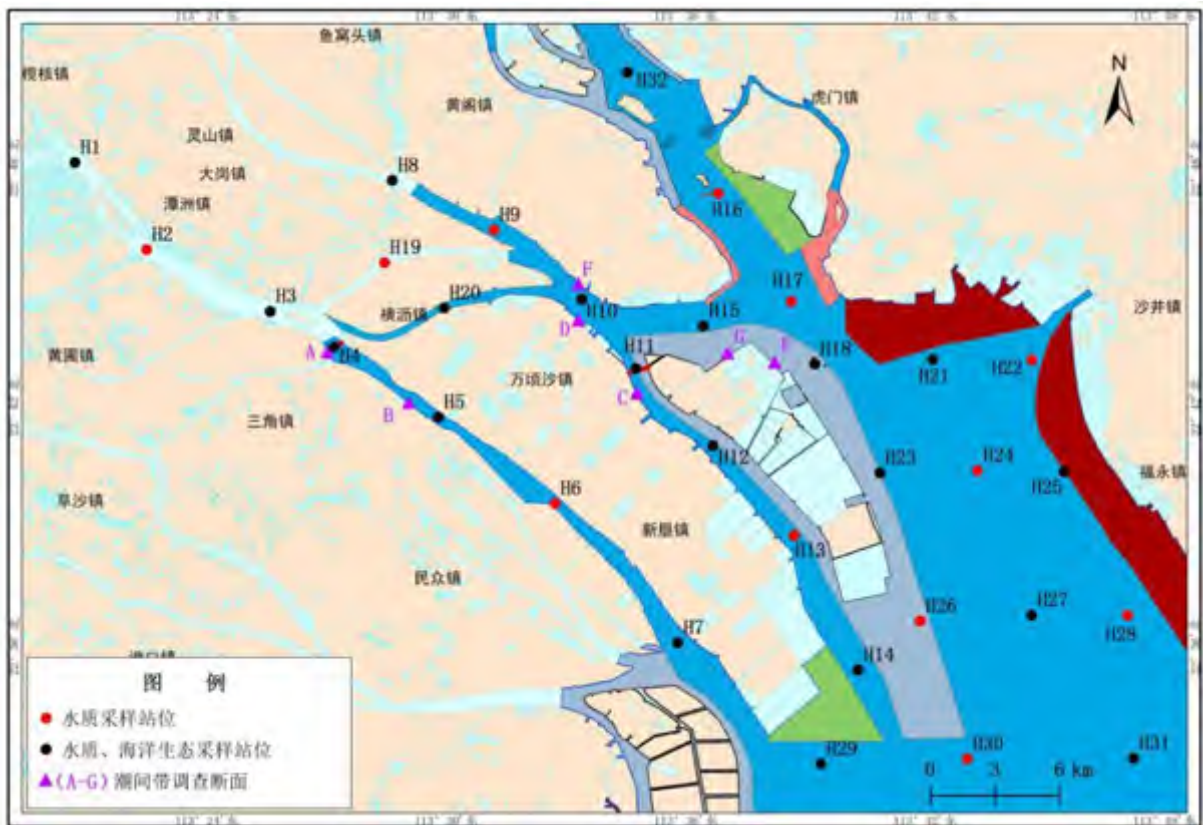 鱼窝头镇
榄核镇
黄阁镇
虎门镇
N
H32
灵山镇
H1
大岗镇
H8
潭洲镇
H16
H9
H2
H19
F
H17
H3
H20
H10
H15
沙井镇
横沥镇
D
G
H18
黄圃镇
A
H4
H11
H21
H22
万顷沙镇
C
B
H5
三角镇
H12
H23
H24
H25
福永镇
H6
阜沙镇
新垦镇
H13
民众镇
H26
H27
H28
H7
H14
图 例
水质采样站位
水质、海洋生态采样站位
(A-G)潮间带调查断面
H29
H30
H31
0 3 6 km